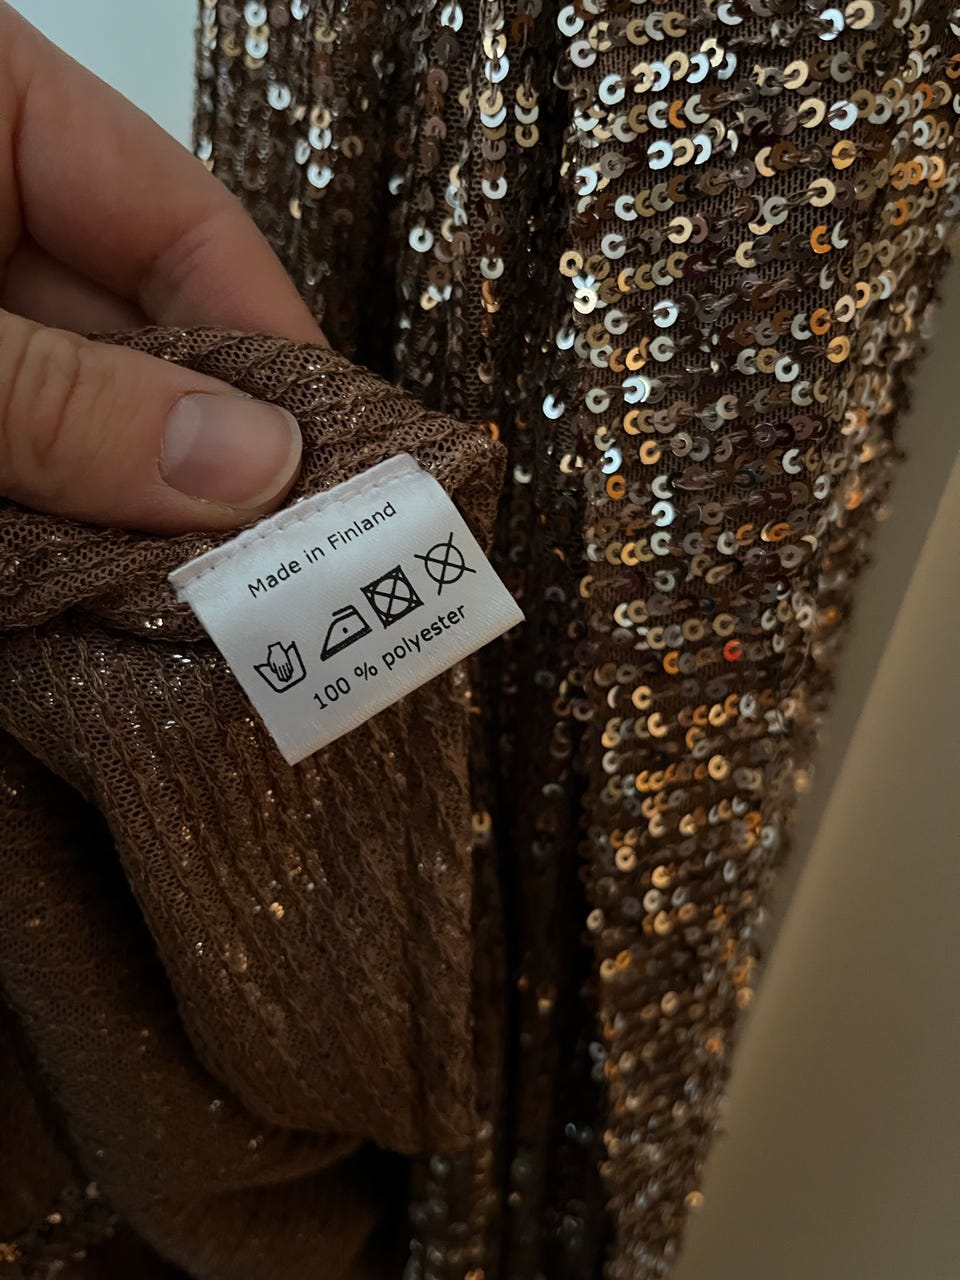 Made in Finland
100 % polyester